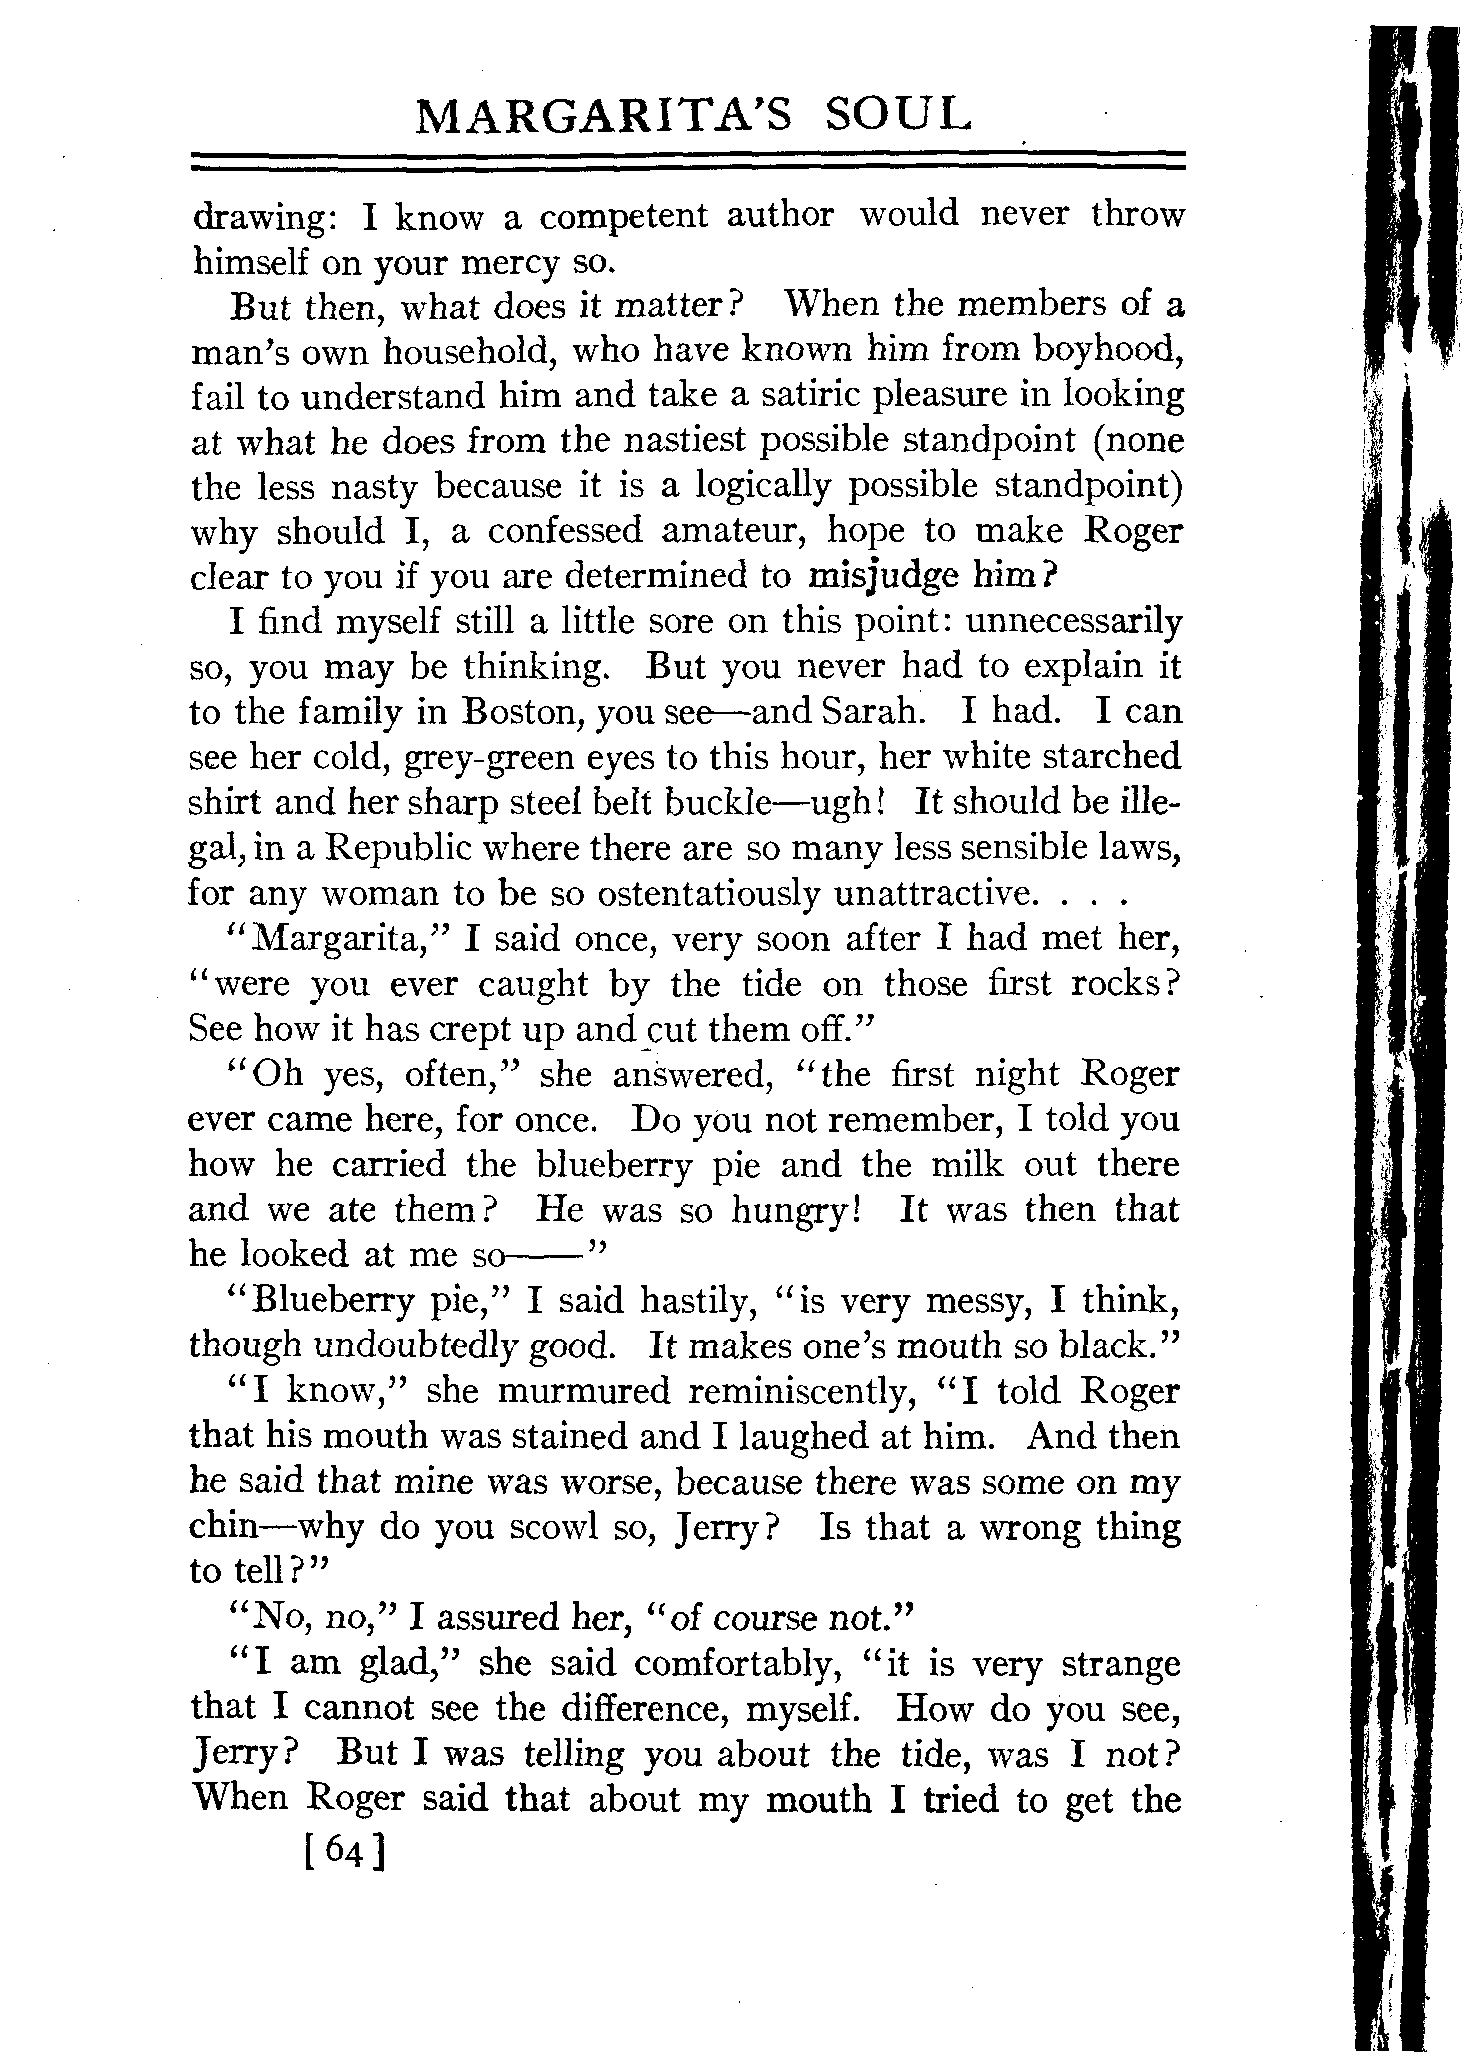 MARGARITA'S SOUL
drawing: I know a competent author would never throw
himself on your mercy so.
But then, what does it matter? When the members of a
man's own household, who have known him from boyhood,
fail to understand him and take a satiric pleasure in looking
at what he does from the nastiest possible standpoint (none
the less nasty because it is a logically possible standpoint)
why should I, a confessed amateur, hope to make Roger
clear to you if you are determined to misjudge him?
I find myself still a little sore on this point: unnecessarily
so, you may be thinking. But you never had to explain it
to the family in Boston, you see—and Sarah. I had. I can
see her cold, grey-green eyes to this hour, her white starched
shirt and her sharp steel belt buckle—ugh! It should be ille-
gal, in a Republic where there are so many less sensible laws,
for any woman to be so ostentatiously unattractive. . . .
"Margarita," I said once, very soon after I had met her,
"were you ever caught by the tide on those first rocks?
See how it has crept up and cut them off."
"Oh yes, often," she answered, "the first night Roger
ever came here, for once. Do you not remember, I told you
how he carried the blueberry pie and the milk out there
and we ate them? He was so hungry! It was then that
he looked at me so——"
"Blueberry pie," I said hastily, "is very messy, I think,
though undoubtedly good. It makes one's mouth so black."
"I know," she murmured reminiscently, "I told Roger
that his mouth was stained and I laughed at him. And then
he said that mine was worse, because there was some on my
chin—why do you scowl so, Jerry? Is that a wrong thing
to tell?"
"No, no," I assured her, "of course not."
"I am glad," she said comfortably, "it is very strange
that I cannot see the difference, myself. How do you see,
Jerry? But I was telling you about the tide, was I not?
When Roger said that about my mouth I tried to get the
[64]